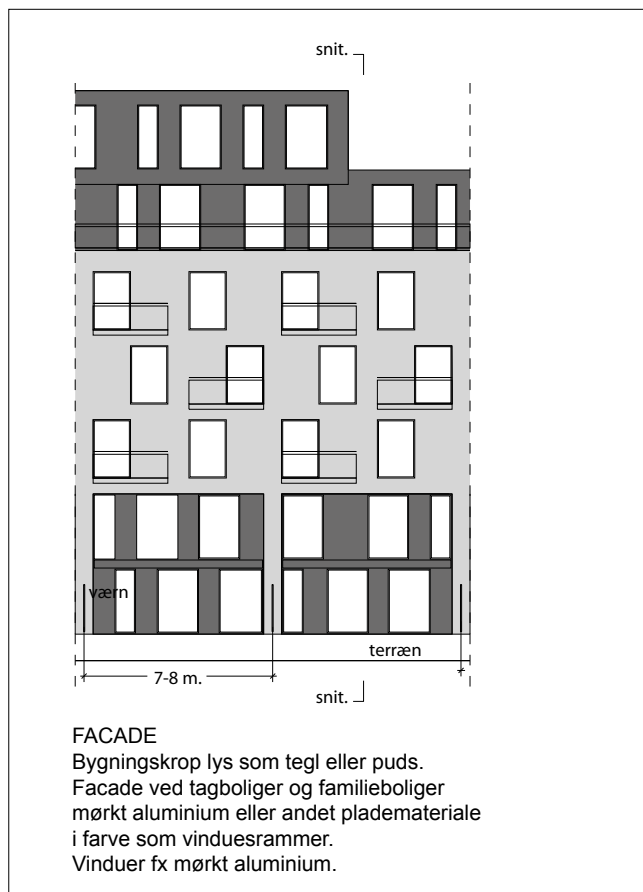 snit.
værn
terræn
7-8 m.
snit.
FACADE
Bygningskrop lys som tegl eller puds.
Facade ved tagboliger og familieboliger
mørkt aluminium eller andet plademateriale
i farve som vinduesrammer.
Vinduer fx mørkt aluminium.